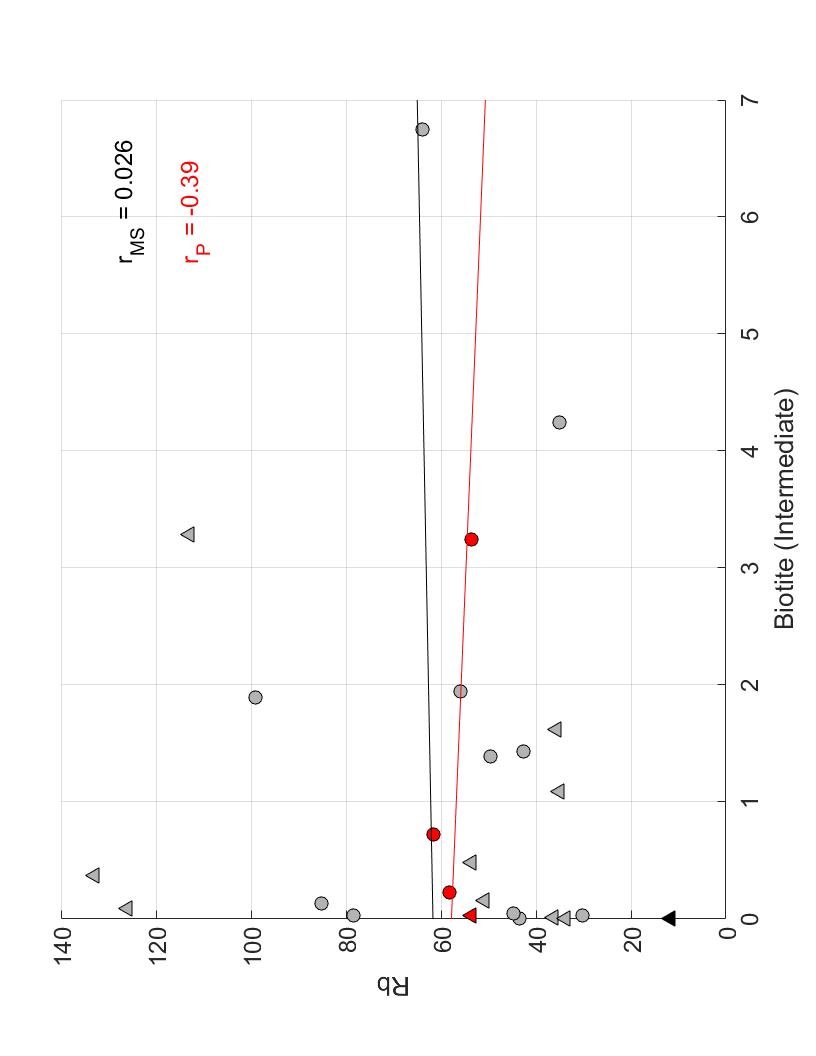 140
120
100
80
60
40
20
0
Rb
r_MS = 0.026
r_P = -0.39
0 1 2 3 4 5 6 7
Biotite (Intermediate)